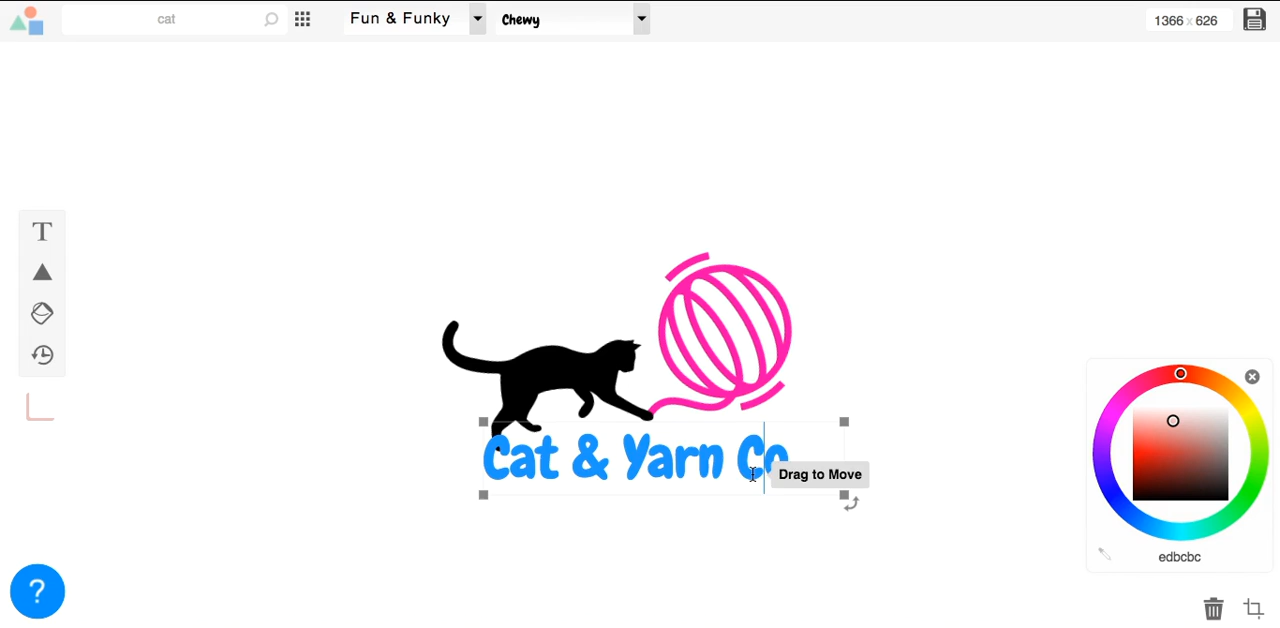 cat
Fun & Funky
Chewy
1366 x 626
T
Cat & Yarn Co
Drag to Move
edbcbc
?